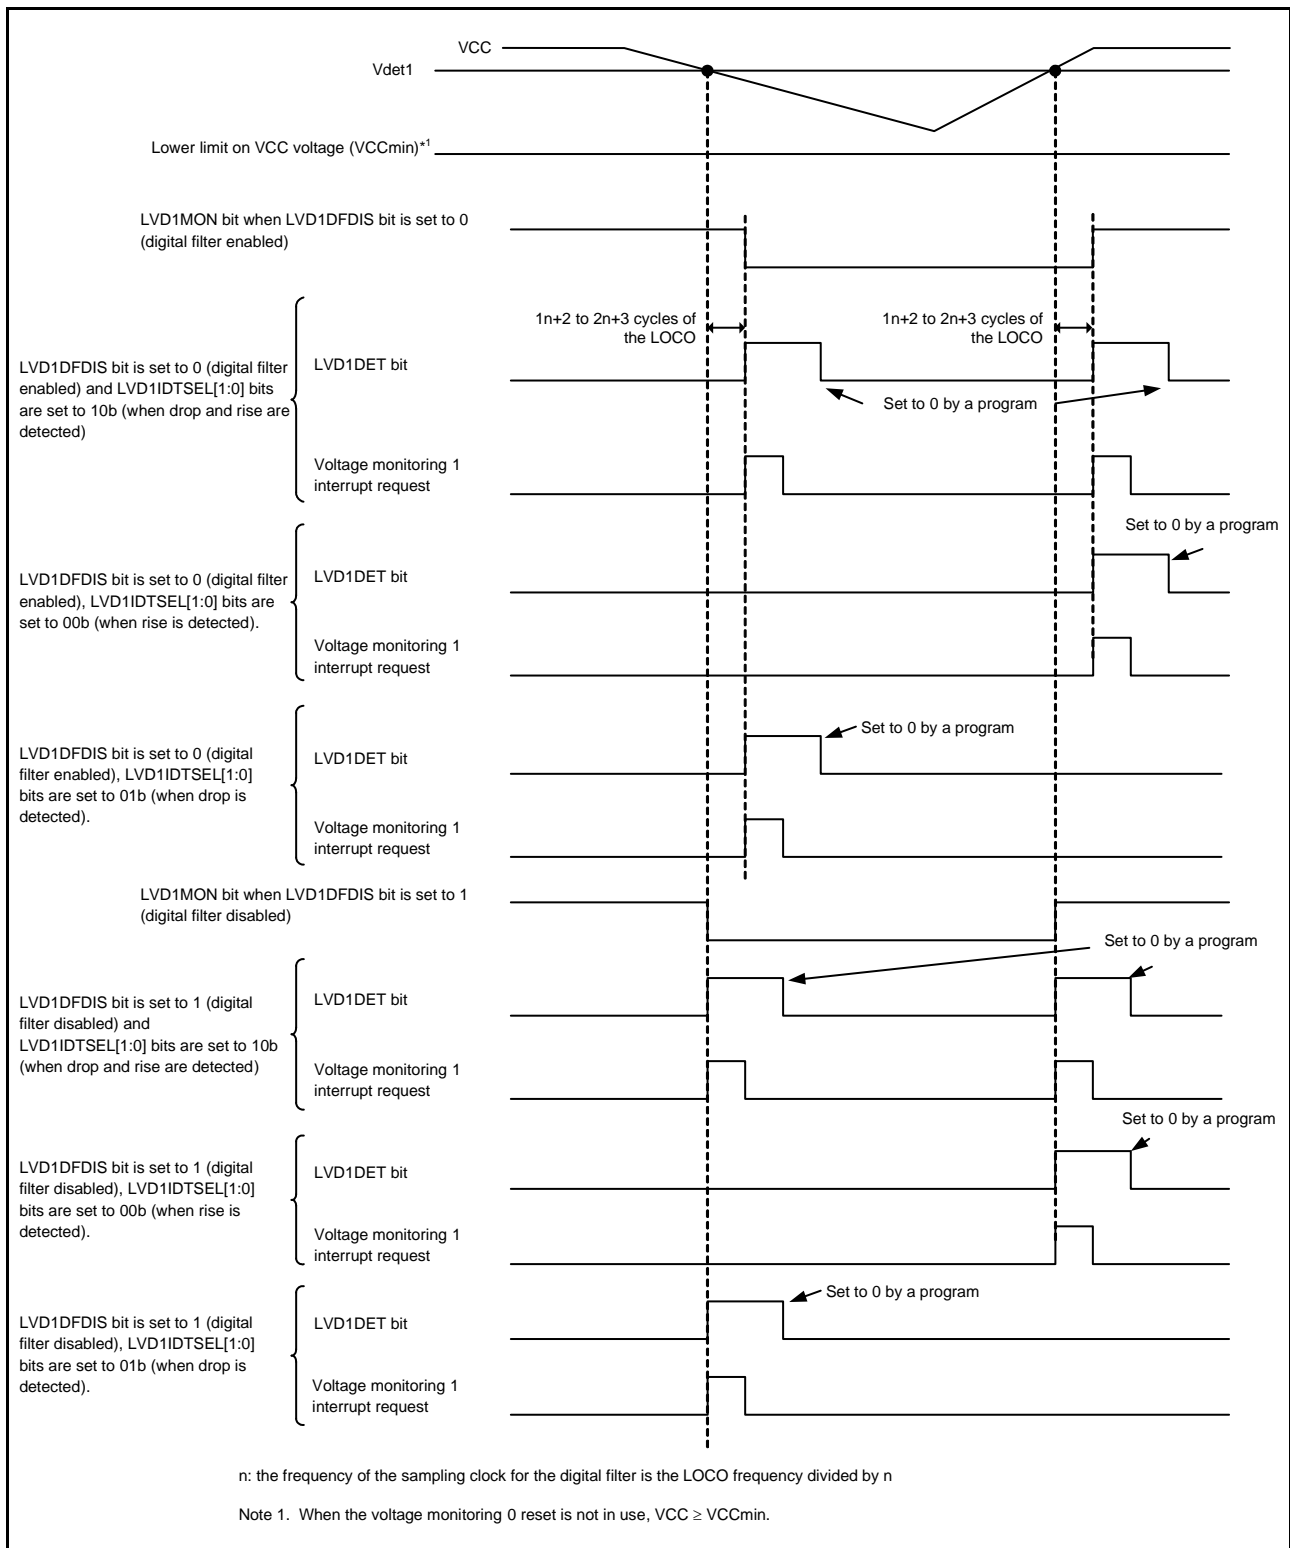 VCC
Vdet1
Lower limit on VCC voltage (VCCmin)*1
LVD1MON bit when LVD1DFDIS bit is set to 0
(digital filter enabled)
1n+2 to 2n+3 cycles of
the LOCO
1n+2 to 2n+3 cycles of
the LOCO
LVD1DFDIS bit is set to 0 (digital filter
enabled) and LVD1IDTSEL[1:0] bits
are set to 10b (when drop and rise are
detected)
LVD1DET bit
Set to 0 by a program
Voltage monitoring 1
interrupt request
Set to 0 by a program
LVD1DFDIS bit is set to 0 (digital filter
enabled), LVD1IDTSEL[1:0] bits are
set to 00b (when rise is detected).
LVD1DET bit
Voltage monitoring 1
interrupt request
Set to 0 by a program
LVD1DFDIS bit is set to 0 (digital
filter enabled), LVD1IDTSEL[1:0]
bits are set to 01b (when drop is
detected).
LVD1DET bit
Voltage monitoring 1
interrupt request
LVD1MON bit when LVD1DFDIS bit is set to 1
(digital filter disabled)
Set to 0 by a program
LVD1DFDIS bit is set to 1 (digital
filter disabled) and
LVD1IDTSEL[1:0] bits are set to 10b
(when drop and rise are detected)
LVD1DET bit
Voltage monitoring 1
interrupt request
Set to 0 by a program
LVD1DFDIS bit is set to 1 (digital
filter disabled), LVD1IDTSEL[1:0]
bits are set to 00b (when rise is
detected).
LVD1DET bit
Voltage monitoring 1
interrupt request
Set to 0 by a program
LVD1DFDIS bit is set to 1 (digital
filter disabled), LVD1IDTSEL[1:0]
bits are set to 01b (when drop is
detected).
LVD1DET bit
Voltage monitoring 1
interrupt request
n: the frequency of the sampling clock for the digital filter is the LOCO frequency divided by n
Note 1. When the voltage monitoring 0 reset is not in use, VCC ≥ VCCmin.